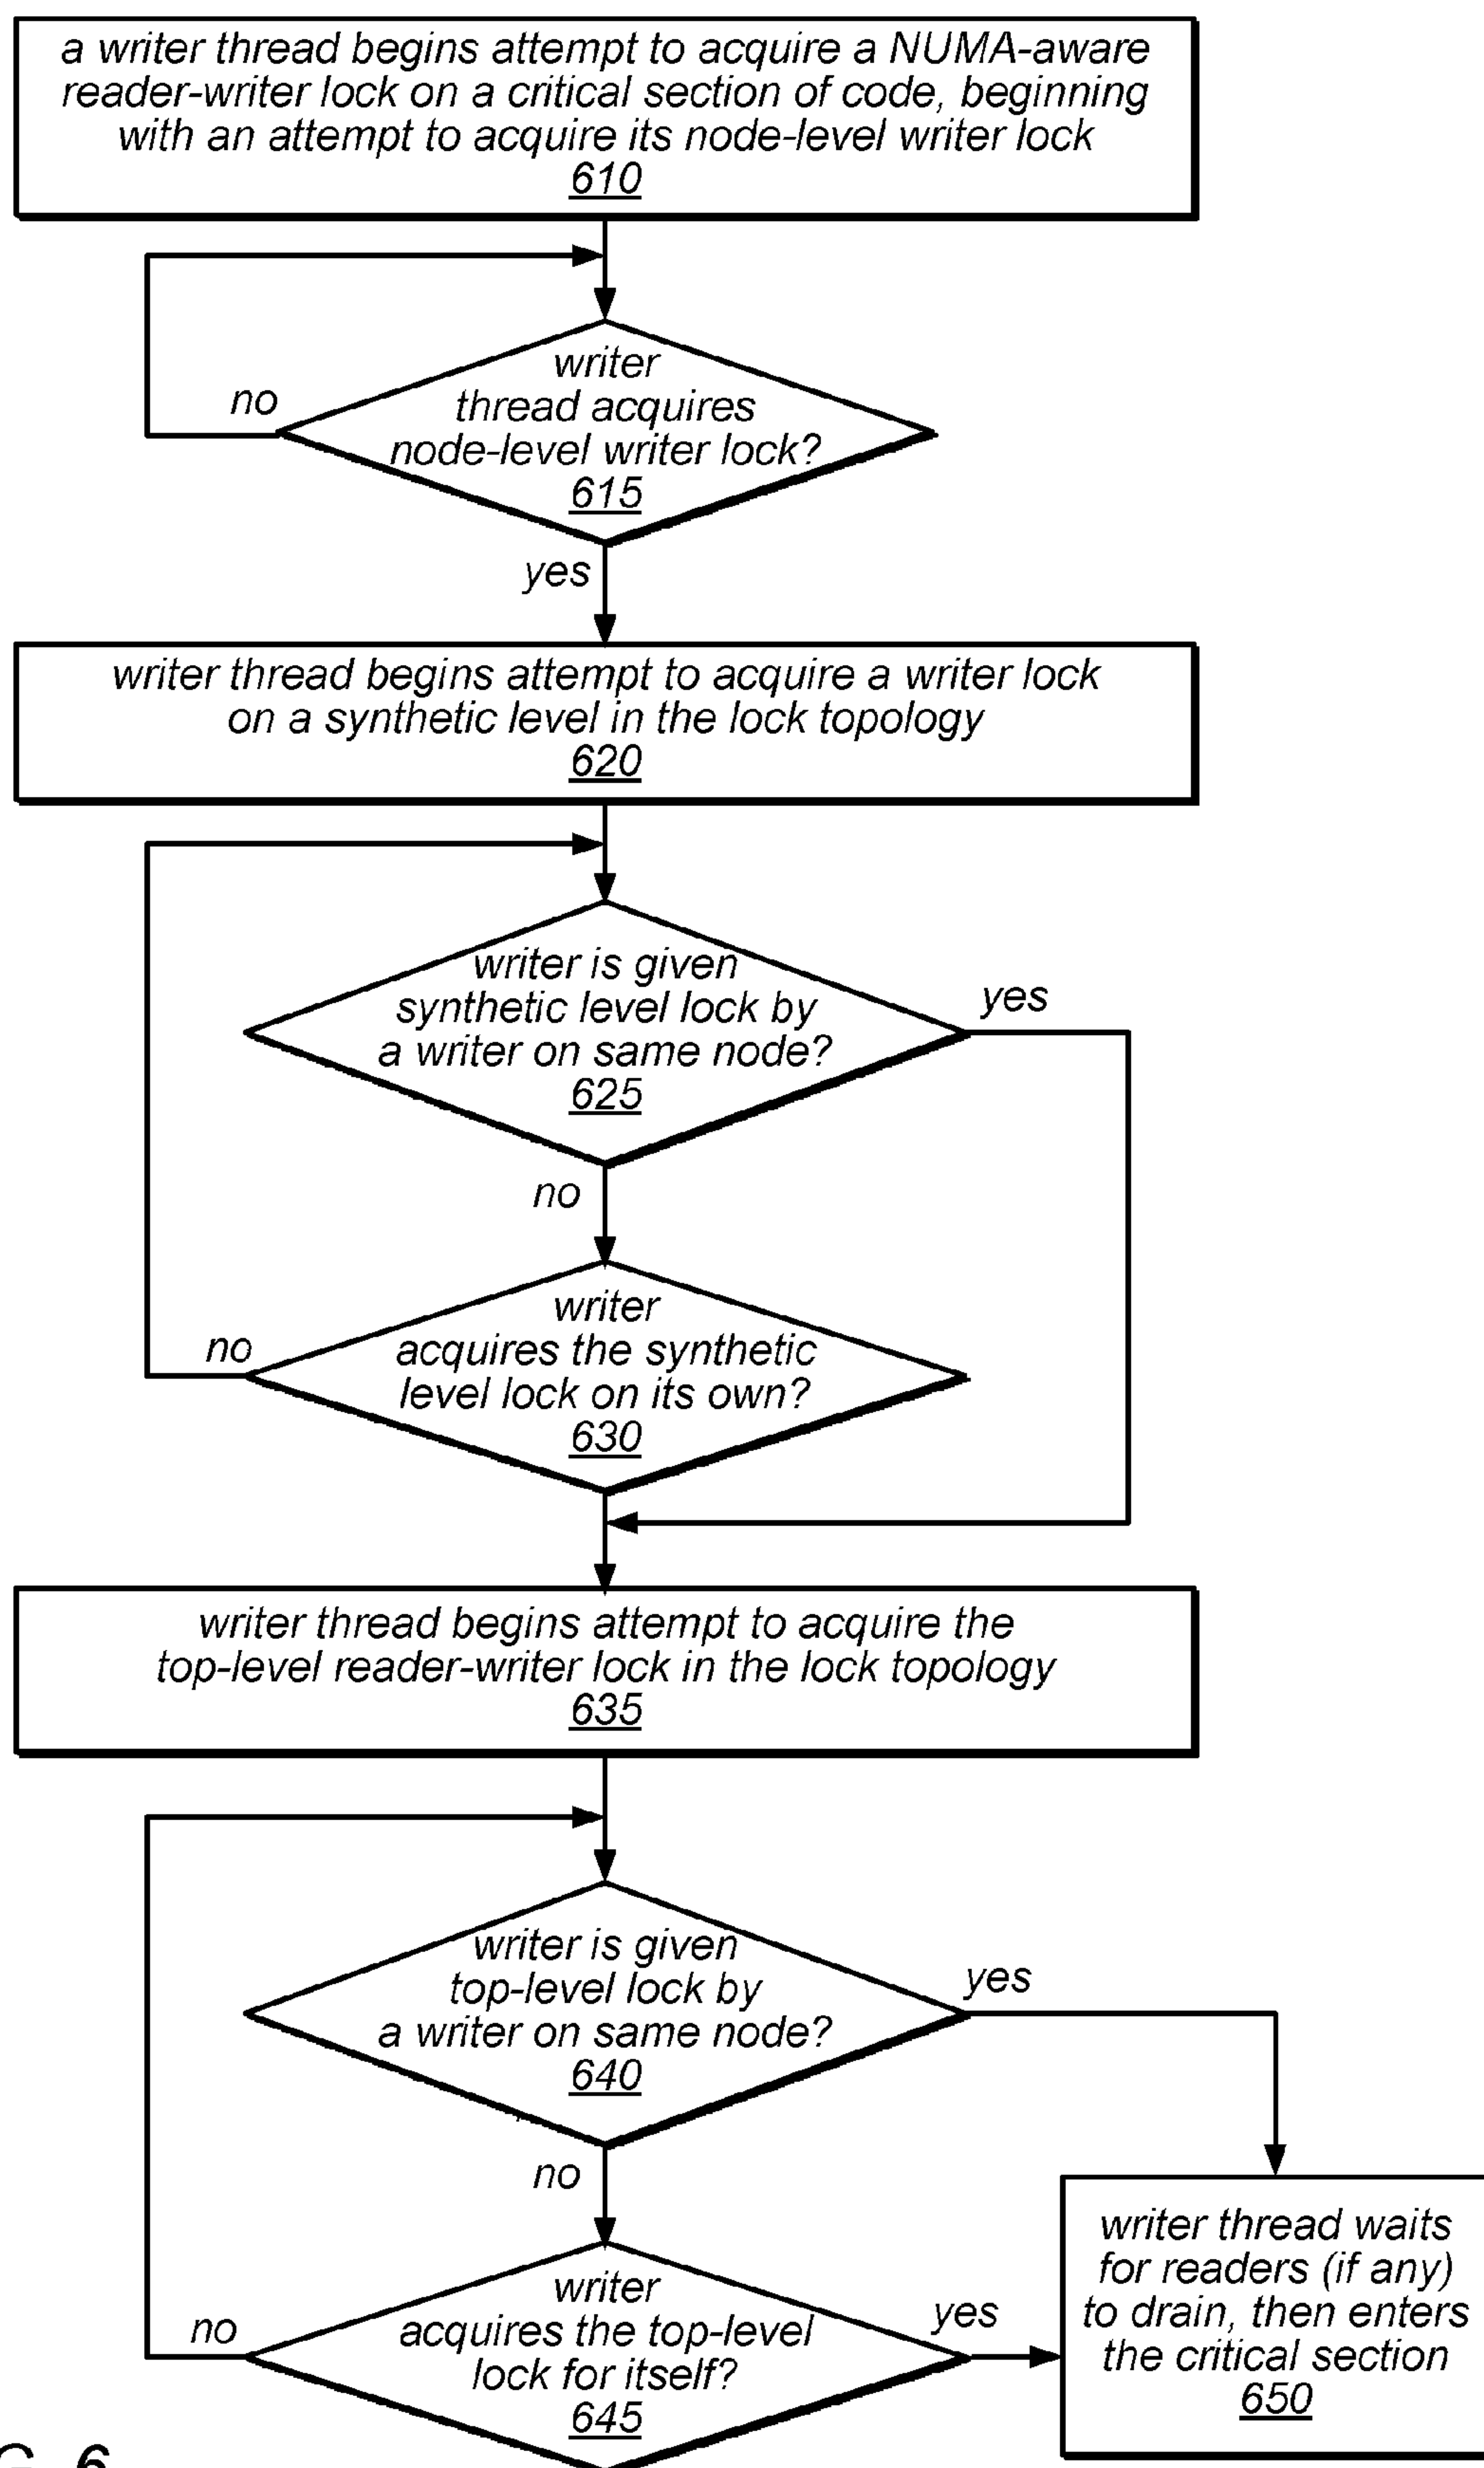 a writer thread begins attempt to acquire a NUMA-aware
reader-writer lock on a critical section of code, beginning
with an attempt to acquire its node-level writer lock
610
writer
thread acquires
node-level writer lock?
615
no
yes
writer thread begins attempt to acquire a writer lock
on a synthetic level in the lock topology
620
writer is given
synthetic level lock by
a writer on same node?
625
yes
no
writer
acquires the synthetic
level lock on its own?
630
no
writer thread begins attempt to acquire the
top-level reader-writer lock in the lock topology
635
writer is given
top-level lock by
a writer on same node?
640
yes
no
writer
acquires the top-level
lock for itself?
645
no
yes
writer thread waits
for readers (if any)
to drain, then enters
the critical section
650
6